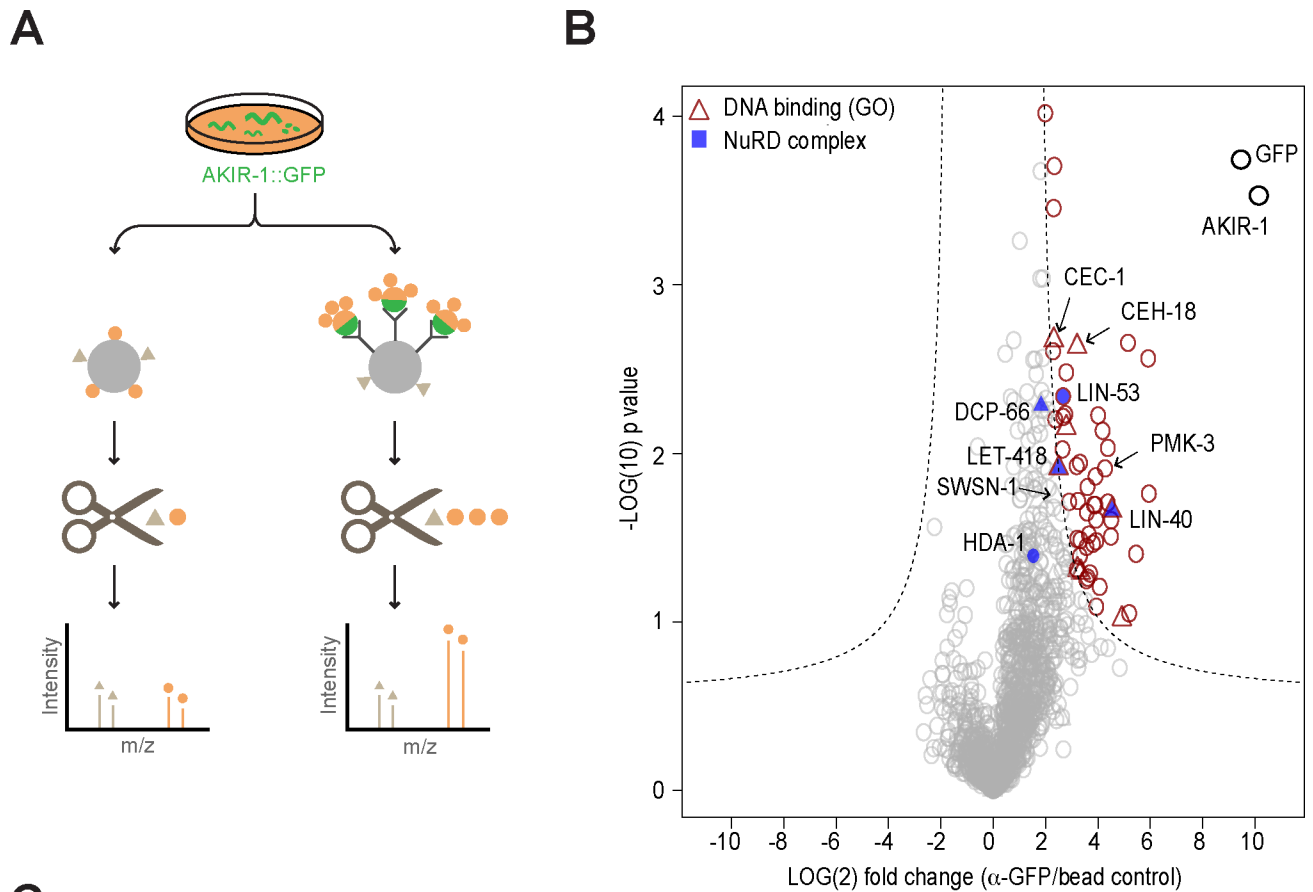 A
AKIR-1::GFP
Intensity
m/z
Intensity
m/z
B
DNA binding (GO)
NuRD complex
GFP
AKIR-1
CEC-1
CEH-18
LIN-53
DCP-66
PMK-3
LET-418
SWSN-1
LIN-40
HDA-1
-LOG(10) p value
4
3
2
1
0
-10 -8 -6 -4 -2 0 2 4 6 8 10
LOG(2) fold change (α-GFP/bead control)